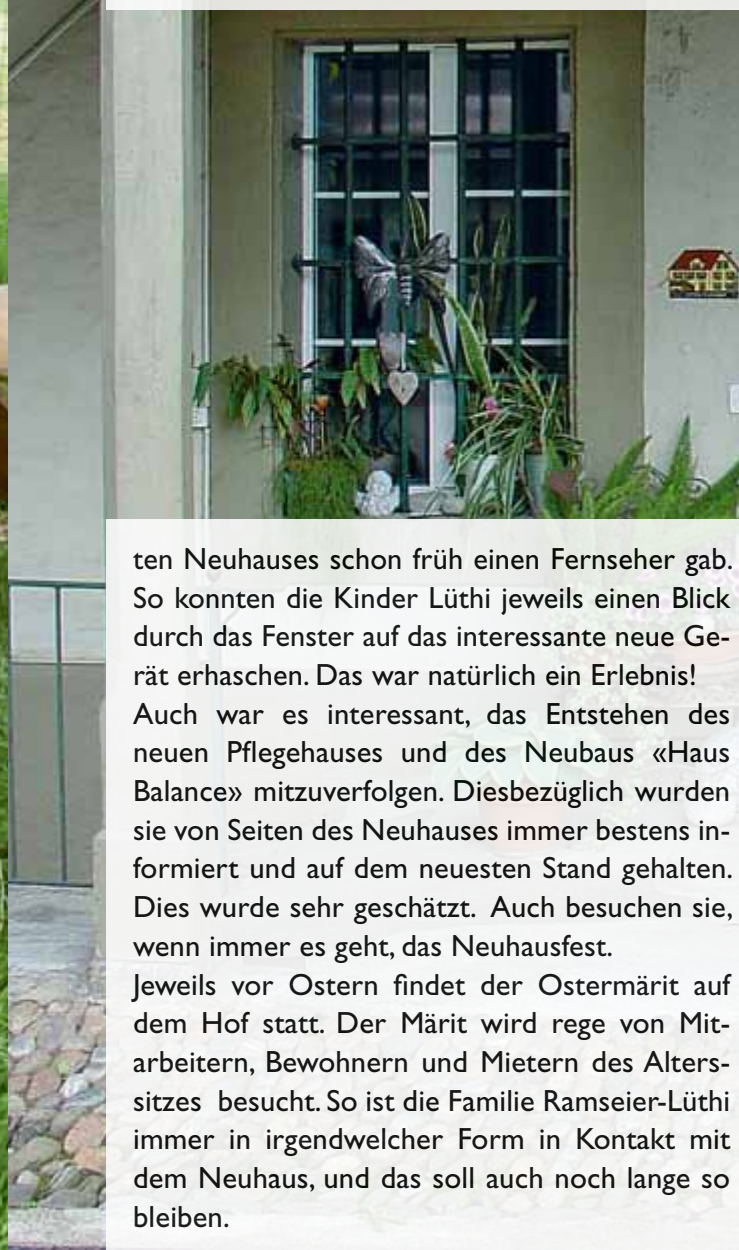 ten Neuhauses schon früh einen Fernseher gab.
So konnten die Kinder Lüthi jeweils einen Blick
durch das Fenster auf das interessante neue Ge-
rät erhaschen. Das war natürlich ein Erlebnis!
Auch war es interessant, das Entstehen des
neuen Pflegehauses und des Neubaus «Haus
Balance» mitzuverfolgen. Diesbezüglich wurden
sie von Seiten des Neuhauses immer bestens in-
formiert und auf dem neuesten Stand gehalten.
Dies wurde sehr geschätzt. Auch besuchen sie,
wenn immer es geht, das Neuhausfest.
Jeweils vor Ostern findet der Ostermärit auf
dem Hof statt. Der Märit wird rege von Mit-
arbeitern, Bewohnern und Mietern des Alters-
sitzes besucht. So ist die Familie Ramseier-Lüthi
immer in irgendwelcher Form in Kontakt mit
dem Neuhaus, und das soll auch noch lange so
bleiben.